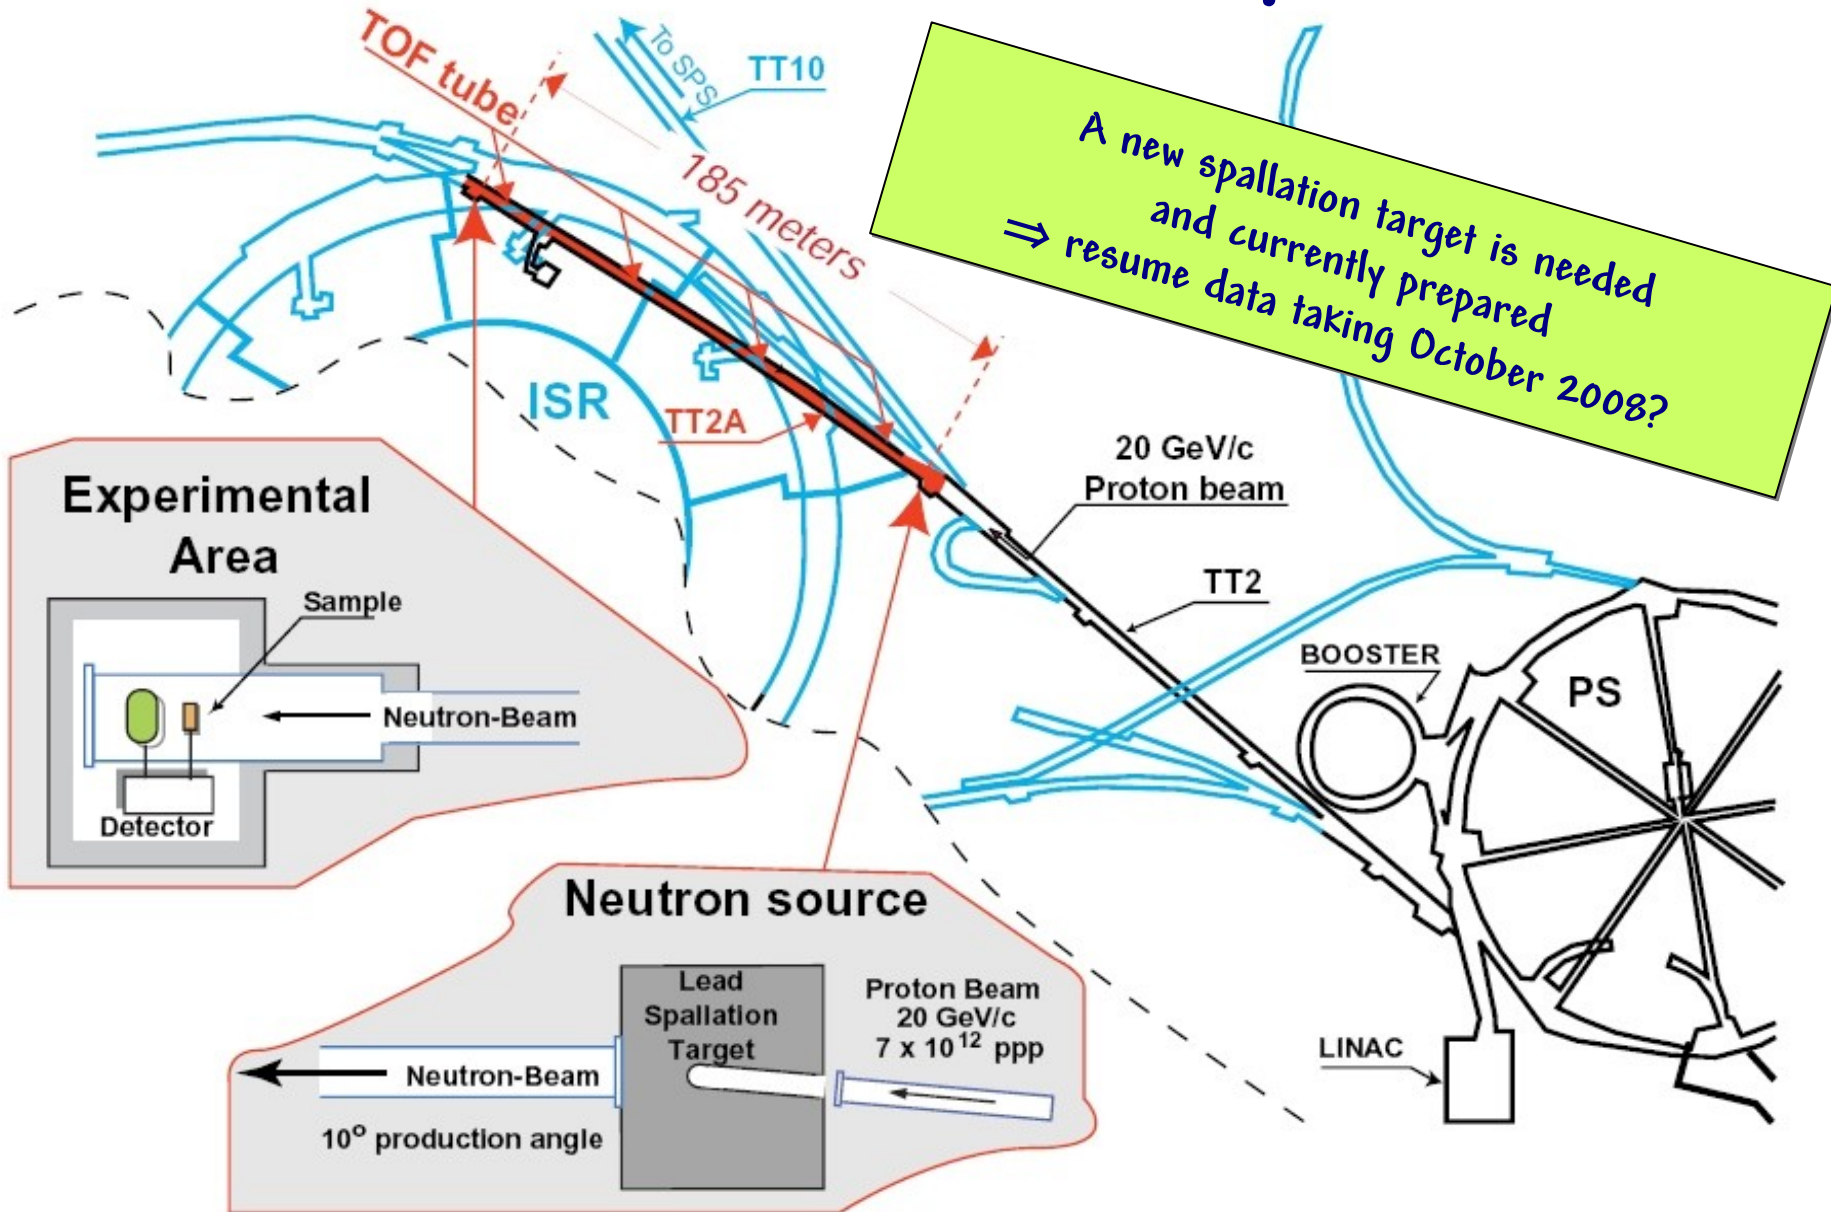 TOF tube
To SPS
TT10
185 meters
A new spallation target is needed
and currently prepared
⇒ resume data taking October 2008?
ISR
TT2A
20 GeV/c
Proton beam
TT2
BOOSTER
PS
LINAC
Experimental
Area
Sample
Neutron-Beam
Detector
Neutron source
Lead
Spallation
Target
Proton Beam
20 GeV/c
7 x 10¹² ppp
Neutron-Beam
10° production angle